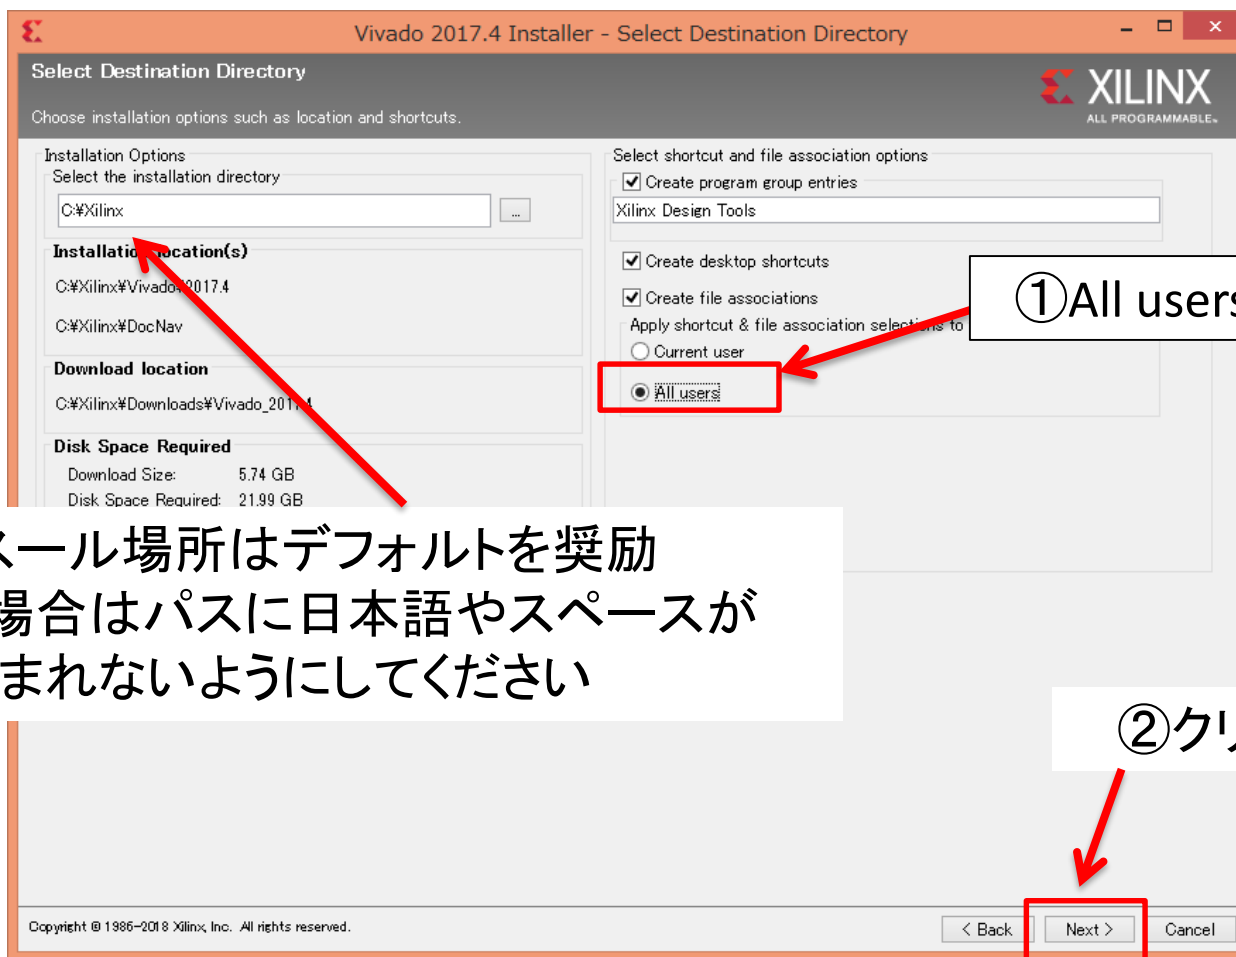 Vivado 2017.4 Installer - Select Destination Directory
Select Destination Directory
Choose installation options such as location and shortcuts.
XILINX
ALL PROGRAMMABLE
Installation Options
Select the installation directory
C:¥Xilinx
...
Installation location(s)
C:¥Xilinx¥Vivado¥2017.4
C:¥Xilinx¥DocNav
Download location
C:¥Xilinx¥Downloads¥Vivado_2017.4
Disk Space Required
Download Size: 5.74 GB
Disk Space Required: 21.99 GB
Select shortcut and file association options
Create program group entries
Xilinx Design Tools
Create desktop shortcuts
Create file associations
Apply shortcut & file association selections to
Current user
All users
①All users
スール場所はデフォルトを奨励
場合はパスに日本語やスペースが
まれないようにしてください
②クリ
Copyright © 1986-2018 Xilinx, Inc. All rights reserved.
< Back
Next >
Cancel